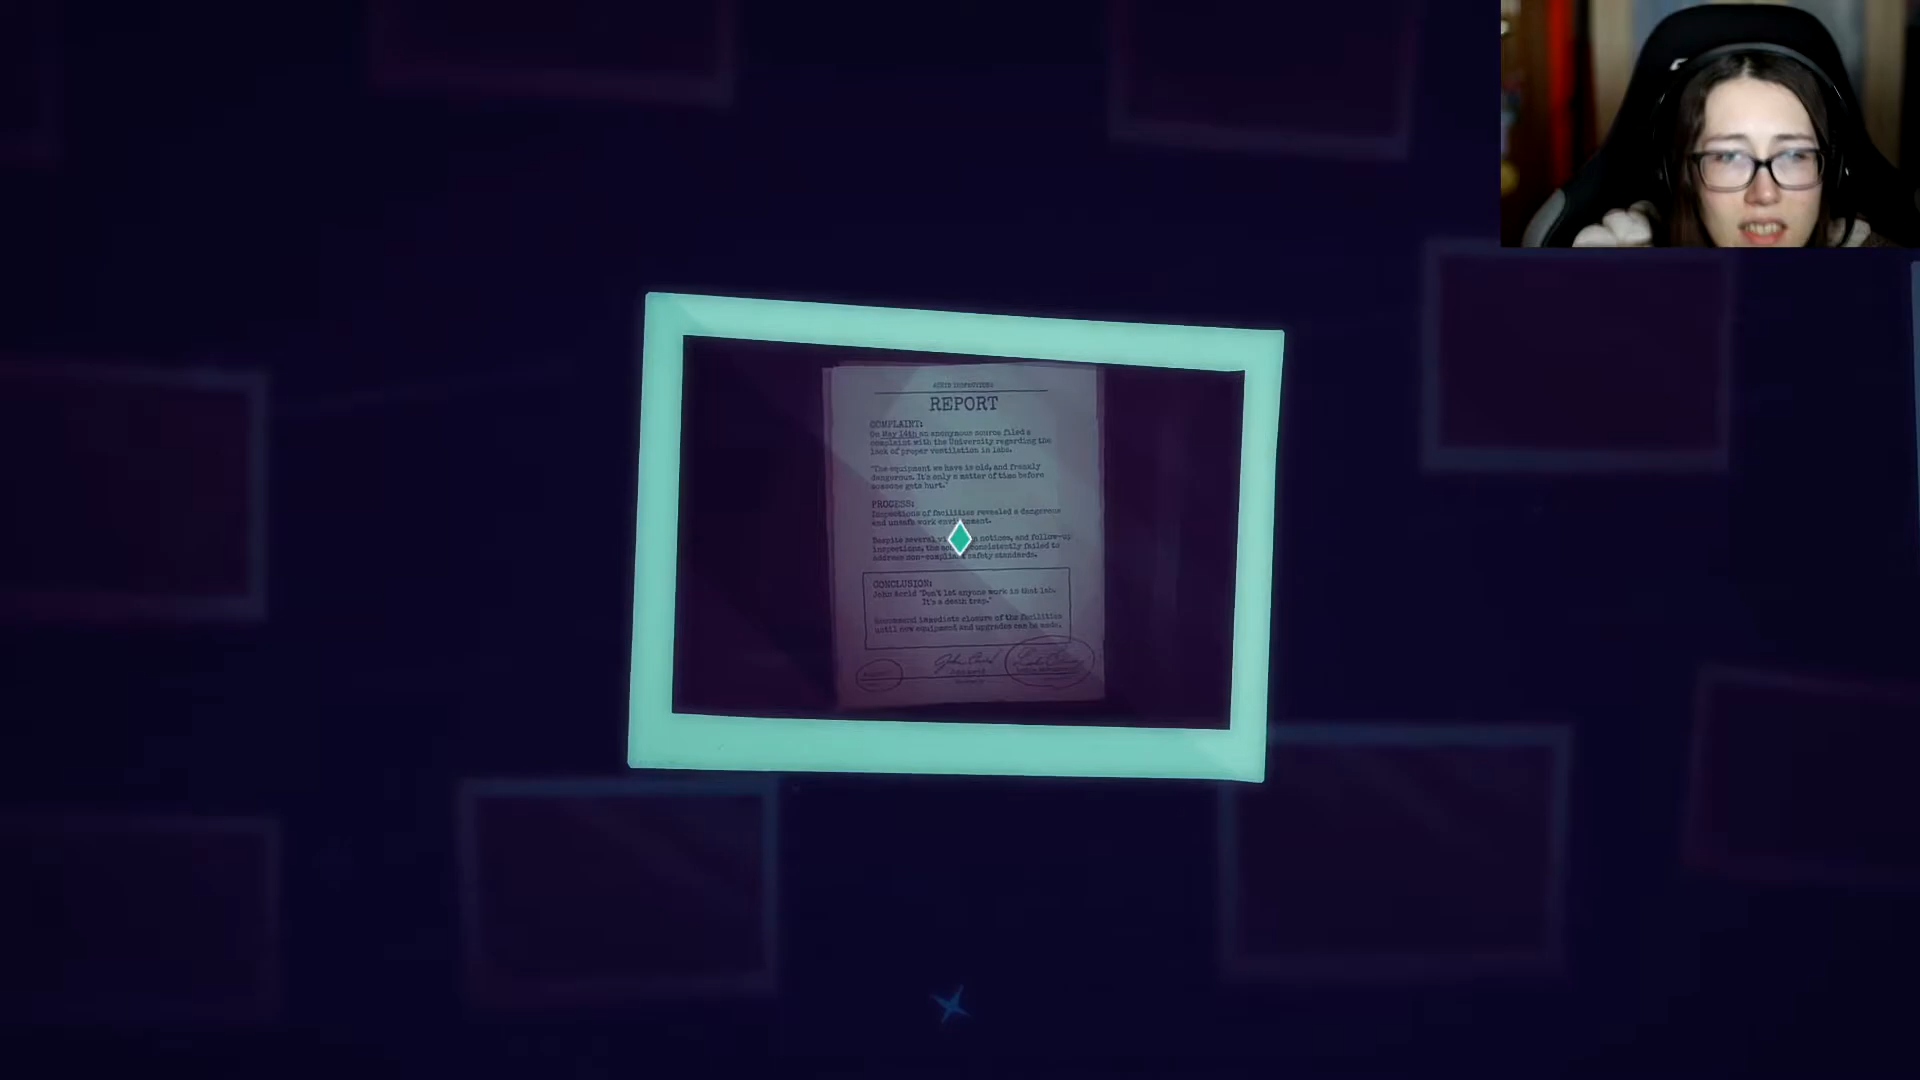 REPORT
COMPLAINT:
On May 14th an anonymous source filed a
complaint with the University regarding the
lack of proper ventilation in labs.
"The equipment we have is old, and frankly
dangerous. It's only a matter of time before
someone gets hurt."
PROCESS:
Inspections of facilities revealed a dangerous
and unsafe work environment.
Despite several notices, and follow-up
inspections, the consistently failed to
address non-compliant safety standards.
CONCLUSION:
John "Don't let anyone work in that lab.
It's a death trap."
Recommend immediate closure of the facilities
until new equipment and upgrades can be made.